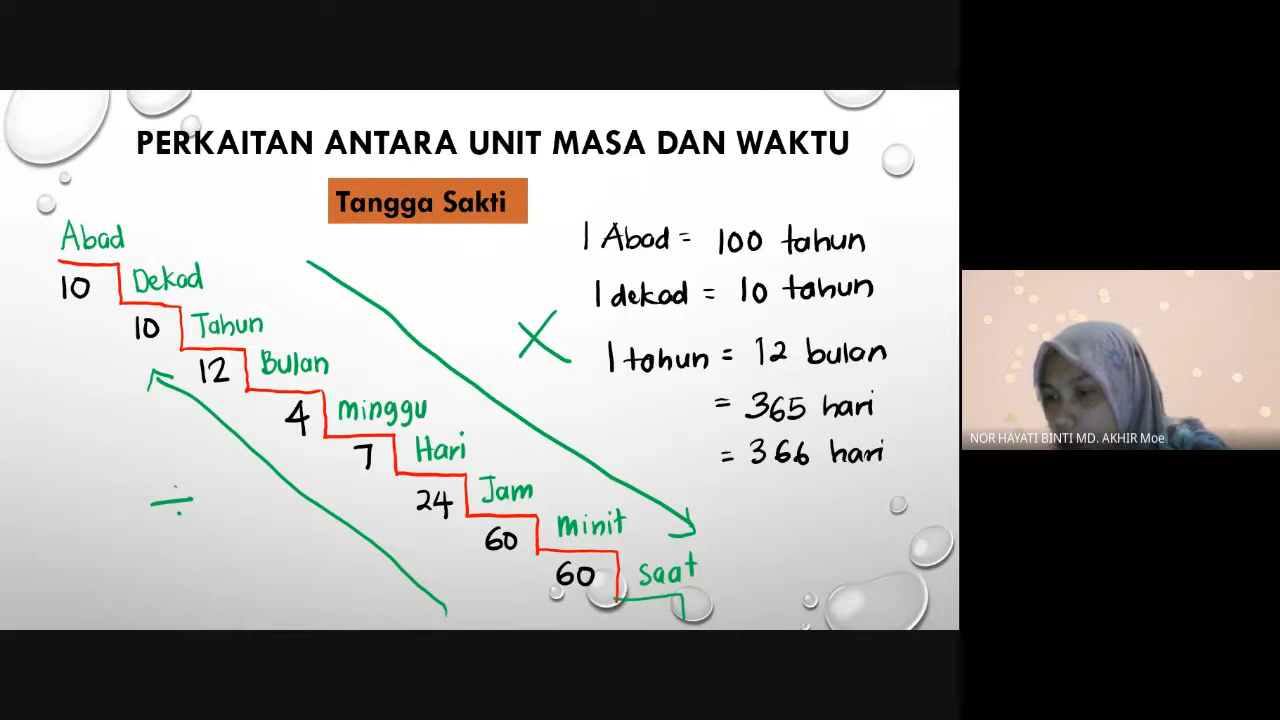 PERKAITAN ANTARA UNIT MASA DAN WAKTU
Tangga Sakti
Abad
10
Dekad
10
Tahun
12
Bulan
4
minggu
7
Hari
24
Jam
60
minit
60
saat
÷
×
1 Abad = 100 tahun
1 dekad = 10 tahun
1 tahun = 12 bulan
= 365 hari
= 366 hari
NOR HAYATI BINTI MD. AKHIR Moe